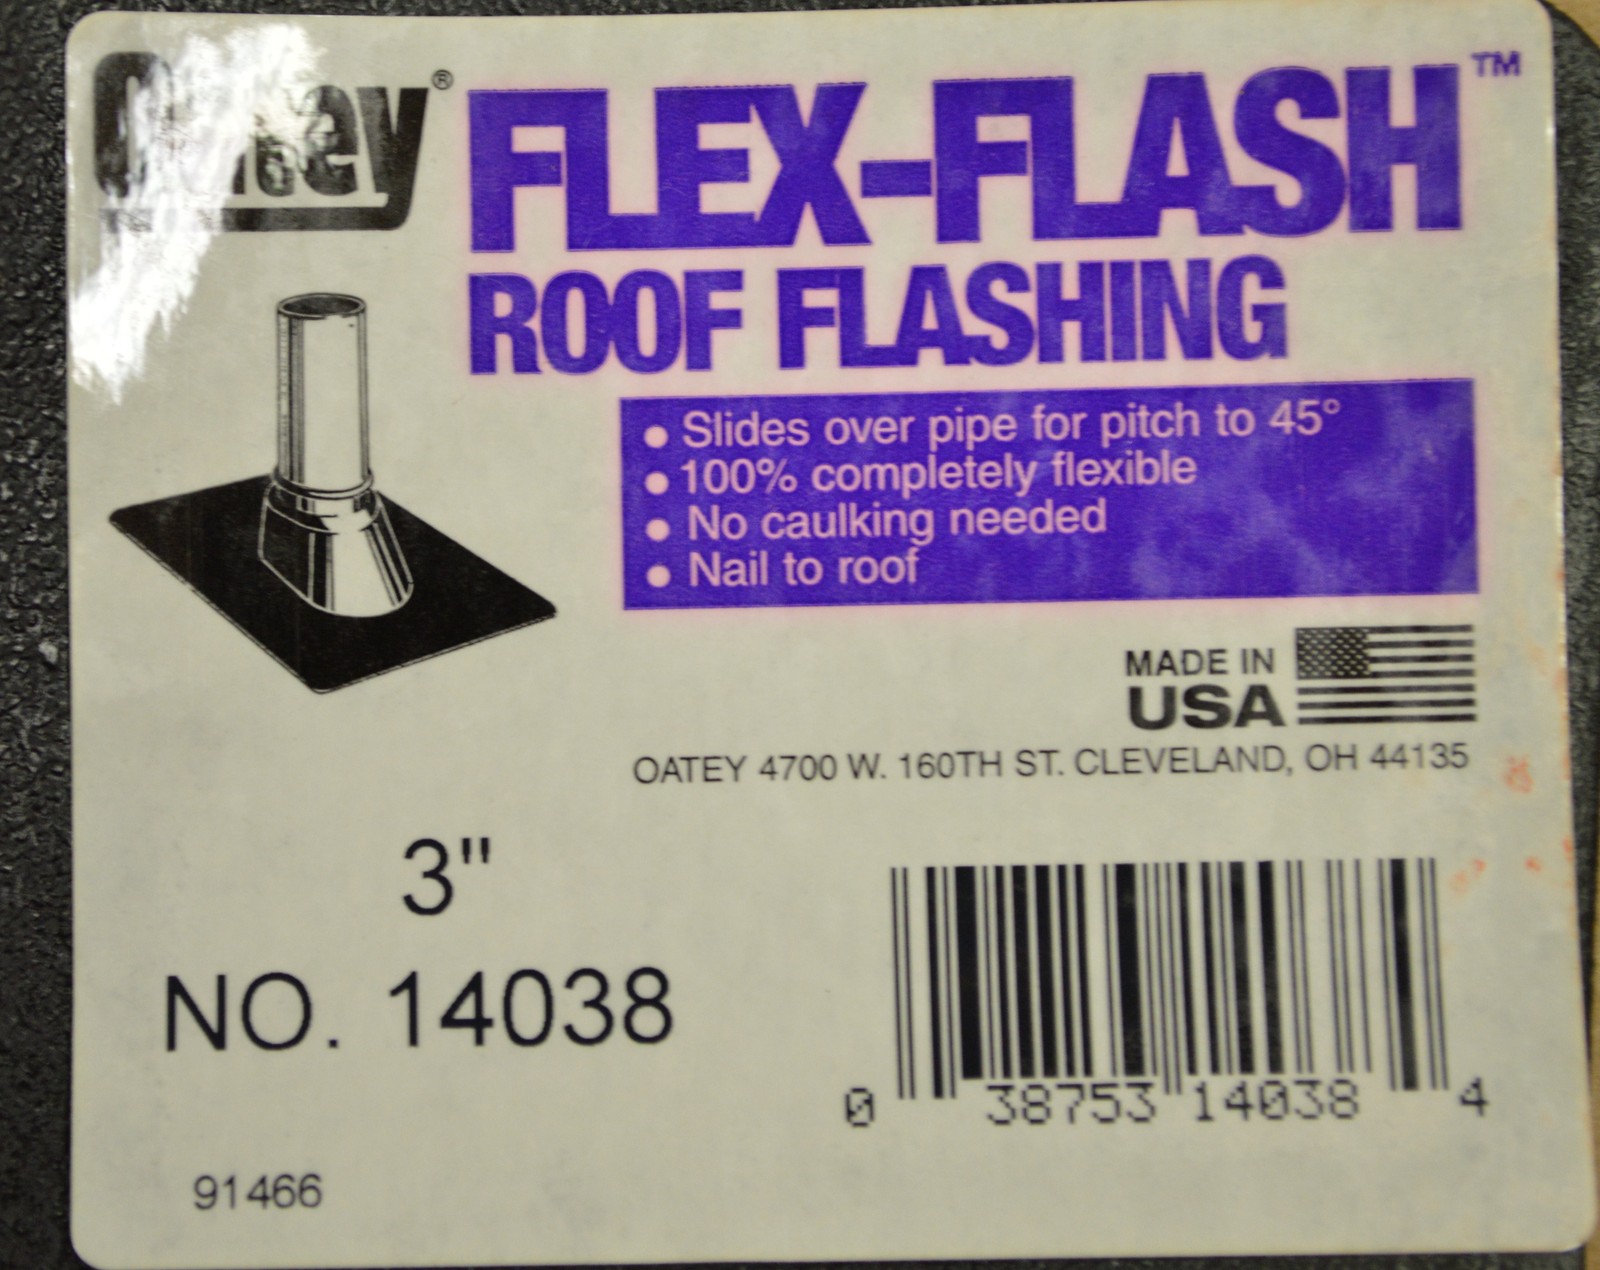 Oatey®
FLEX-FLASH™
ROOF FLASHING
• Slides over pipe for pitch to 45°
• 100% completely flexible
• No caulking needed
• Nail to roof
MADE IN
USA
OATEY 4700 W. 160TH ST. CLEVELAND, OH 44135
3"
NO. 14038
0 38753 14038 4
91466